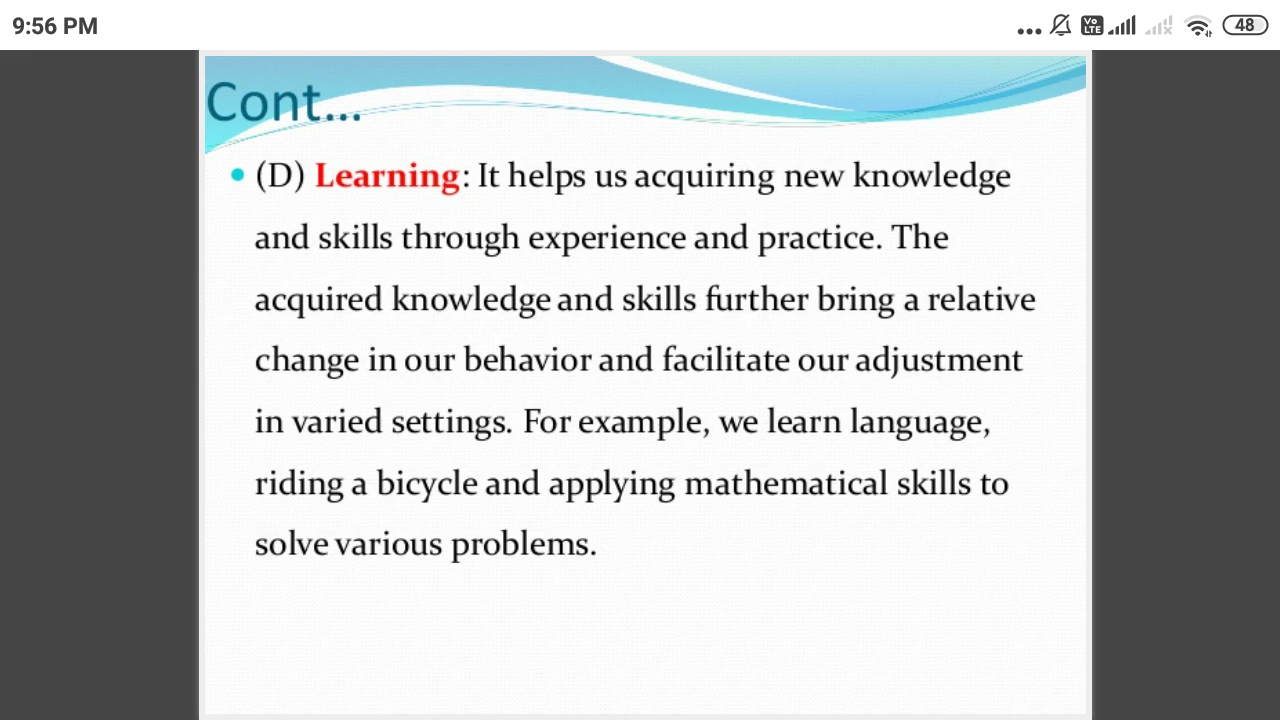 9:56 PM
Vo LTE
48
Cont...
• (D) Learning: It helps us acquiring new knowledge
and skills through experience and practice. The
acquired knowledge and skills further bring a relative
change in our behavior and facilitate our adjustment
in varied settings. For example, we learn language,
riding a bicycle and applying mathematical skills to
solve various problems.